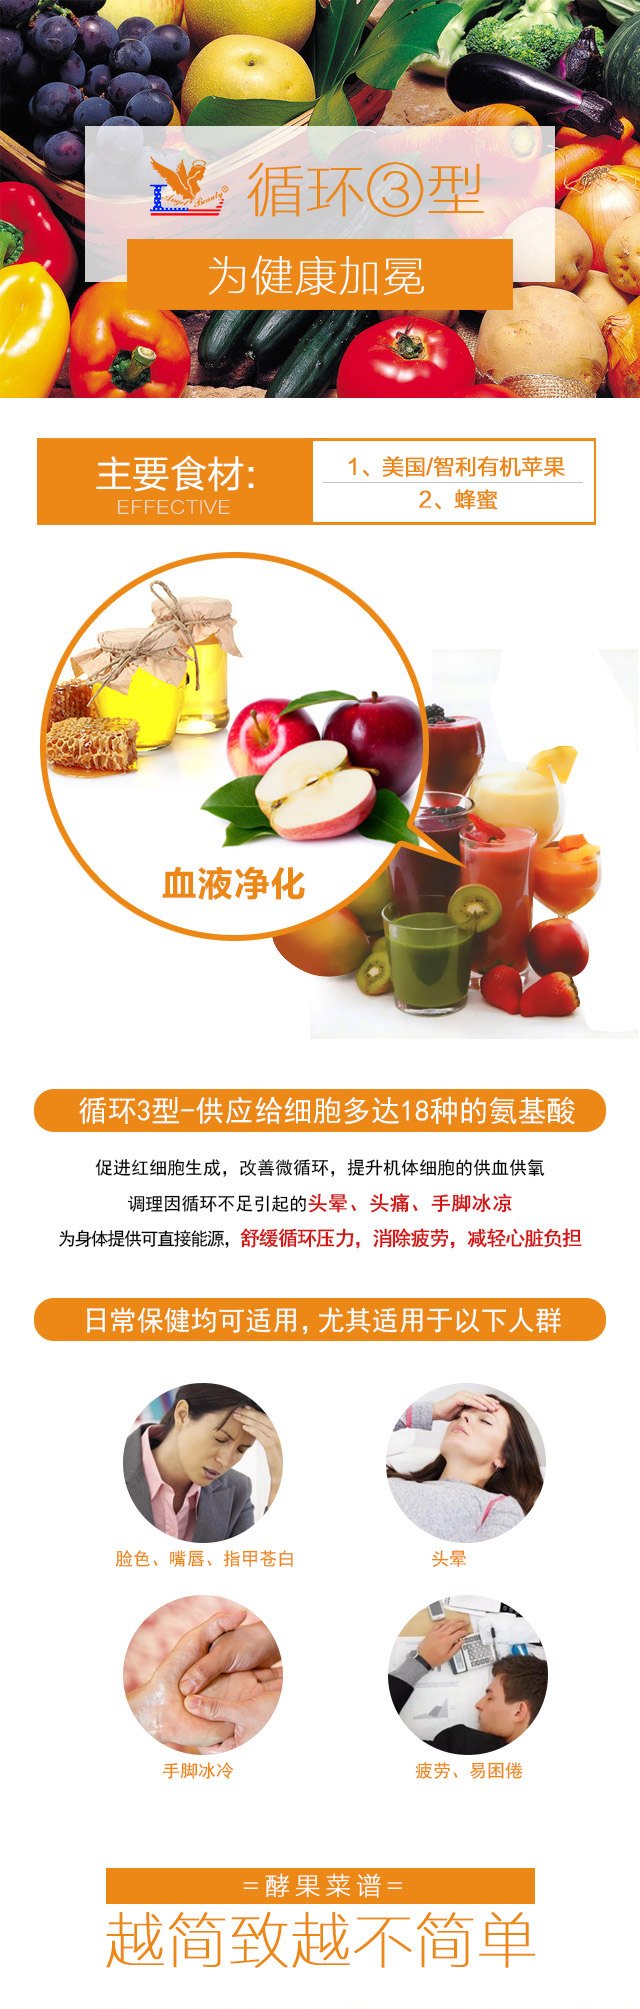 Angel Beauty®
循环③型
为健康加冕
主要食材:
EFFECTIVE
1、美国/智利有机苹果
2、蜂蜜
血液净化
循环3型-供应给细胞多达18种的氨基酸
促进红细胞生成，改善微循环，提升机体细胞的供血供氧
调理因循环不足引起的头晕、头痛、手脚冰凉
为身体提供可直接能源，舒缓循环压力，消除疲劳，减轻心脏负担
日常保健均可适用，尤其适用于以下人群
脸色、嘴唇、指甲苍白
头晕
手脚冰冷
疲劳、易困倦
=酵果菜谱=
越简致越不简单